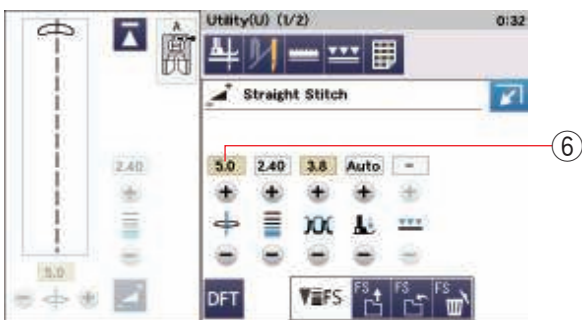 Utility(U) (1/2)
0:32
A
Straight Stitch
⑥
2.40
5.0
2.40
3.8
Auto
-
5.0
DFT
FS
FS
FS
FS